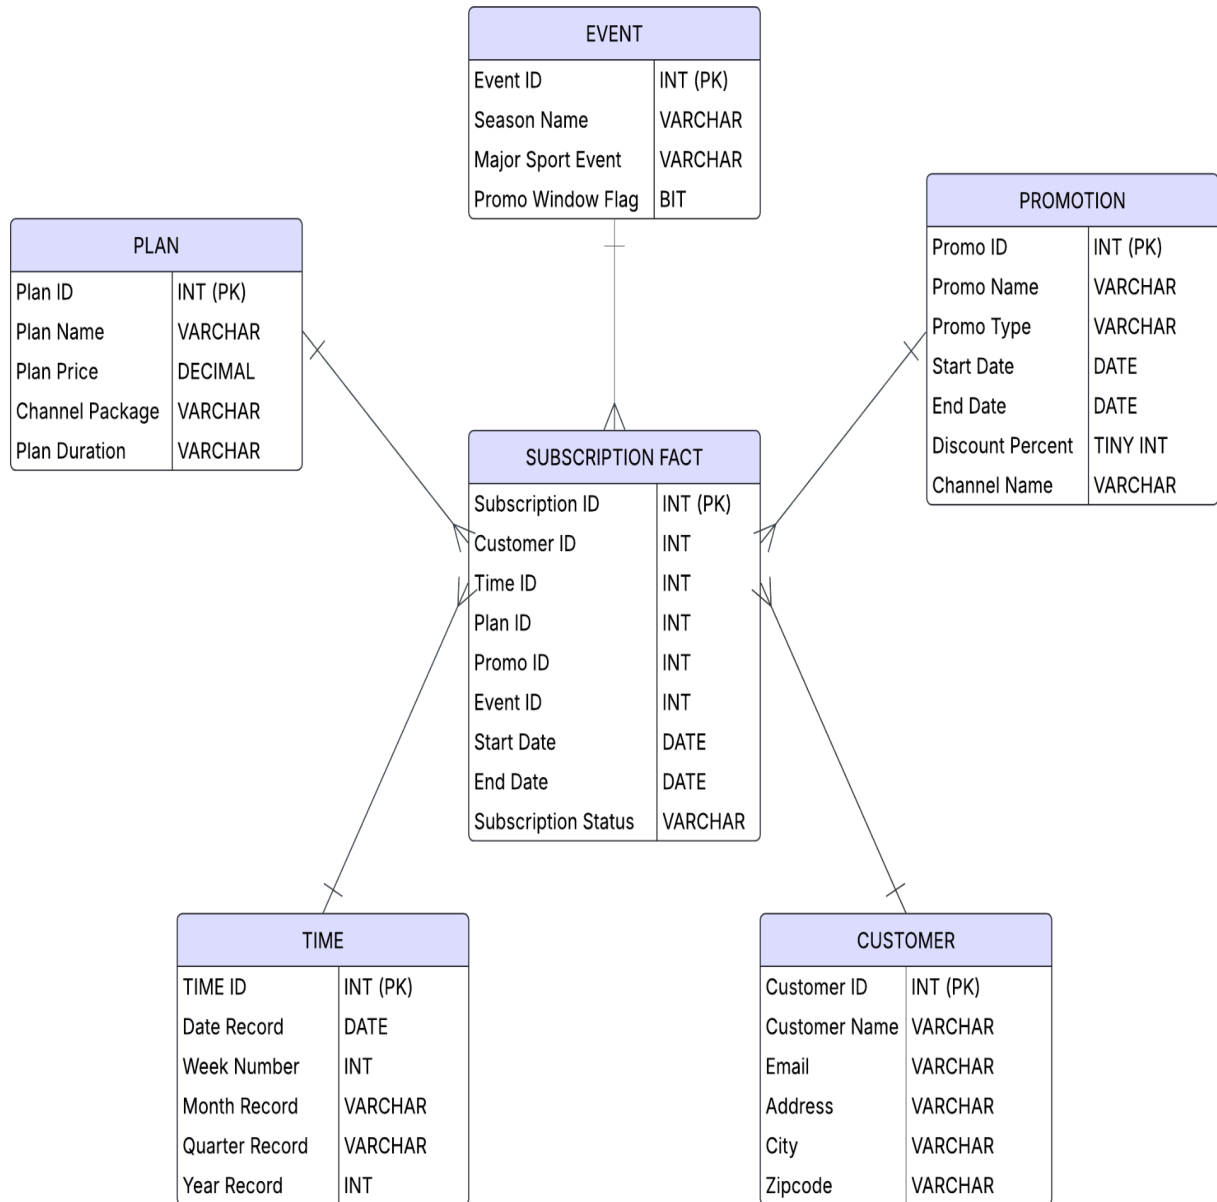 EVENT
Event ID INT (PK)
Season Name VARCHAR
Major Sport Event VARCHAR
Promo Window Flag BIT
PROMOTION
Promo ID INT (PK)
Promo Name VARCHAR
Promo Type VARCHAR
Start Date DATE
End Date DATE
Discount Percent TINY INT
Channel Name VARCHAR
PLAN
Plan ID INT (PK)
Plan Name VARCHAR
Plan Price DECIMAL
Channel Package VARCHAR
Plan Duration VARCHAR
SUBSCRIPTION FACT
Subscription ID INT (PK)
Customer ID INT
Time ID INT
Plan ID INT
Promo ID INT
Event ID INT
Start Date DATE
End Date DATE
Subscription Status VARCHAR
TIME
TIME ID INT (PK)
Date Record DATE
Week Number INT
Month Record VARCHAR
Quarter Record VARCHAR
Year Record INT
CUSTOMER
Customer ID INT (PK)
Customer Name VARCHAR
Email VARCHAR
Address VARCHAR
City VARCHAR
Zipcode VARCHAR